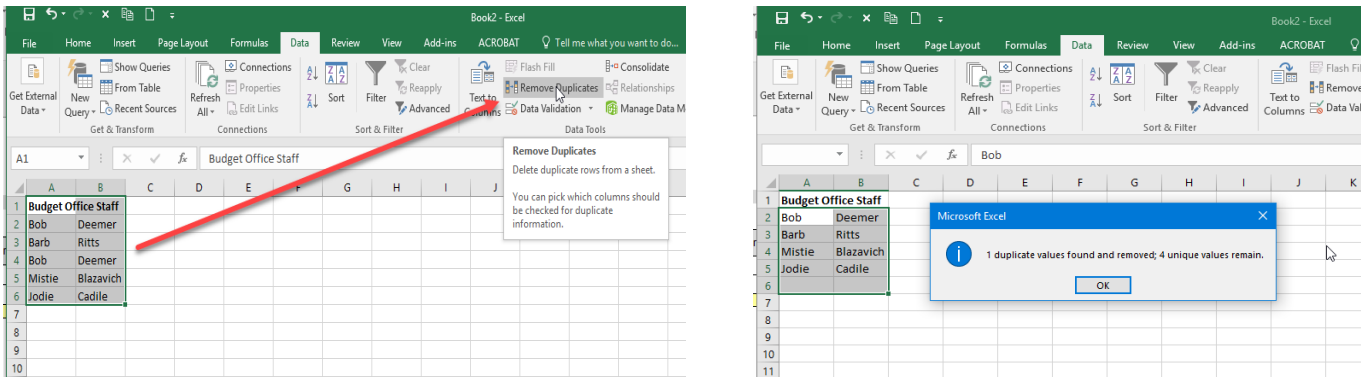 Book2 - Excel
File Home Insert Page Layout Formulas Data Review View Add-ins ACROBAT Tell me what you want to do...
Show Queries Connections Clear Flash Fill Consolidate
From Table Properties Reapply Remove Duplicates Relationships
Get External Data New Query Recent Sources Refresh All Edit Links Sort Filter Advanced Text to Columns Data Validation Manage Data M
Get & Transform Connections Sort & Filter Data Tools
A1 fx Budget Office Staff
Remove Duplicates
Delete duplicate rows from a sheet.
You can pick which columns should
be checked for duplicate
information.
A B C D E F G H I J
1 Budget Office Staff
2 Bob Deemer
3 Barb Ritts
4 Bob Deemer
5 Mistie Blazavich
6 Jodie Cadile
7
8
9
10
Book2 - Excel
File Home Insert Page Layout Formulas Data Review View Add-ins ACROBAT
Show Queries Connections Clear Flash Fil
From Table Properties Reapply Remove
Get External Data New Query Recent Sources Refresh All Edit Links Sort Filter Advanced Text to Columns Data Val
Get & Transform Connections Sort & Filter
fx Bob
A B C D E F G H I J K
1 Budget Office Staff
2 Bob Deemer
3 Barb Ritts
4 Mistie Blazavich
5 Jodie Cadile
6
7
8
9
10
11
Microsoft Excel
1 duplicate values found and removed; 4 unique values remain.
OK